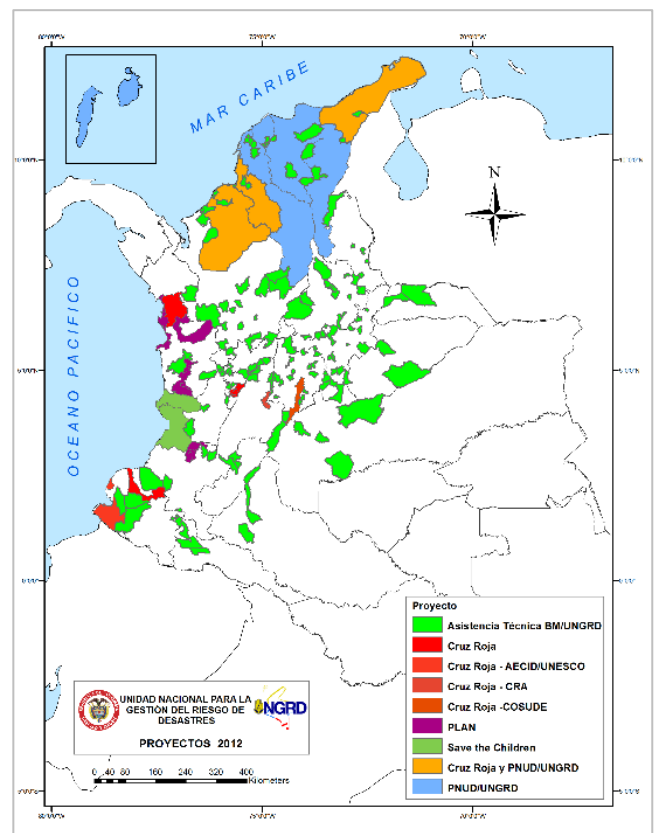 MAR CARIBE
N
OCEANO PACIFICO
Proyecto
Asistencia Técnica BM/UNGRD
Cruz Roja
Cruz Roja - AECID/UNESCO
Cruz Roja - CRA
Cruz Roja -COSUDE
PLAN
Save the Children
Cruz Roja y PNUD/UNGRD
PNUD/UNGRD
UNIDAD NACIONAL PARA LA
GESTIÓN DEL RIESGO DE
DESASTRES
UNGRD
PROYECTOS 2012
0 40 80 160 240 320 400
Kilometers